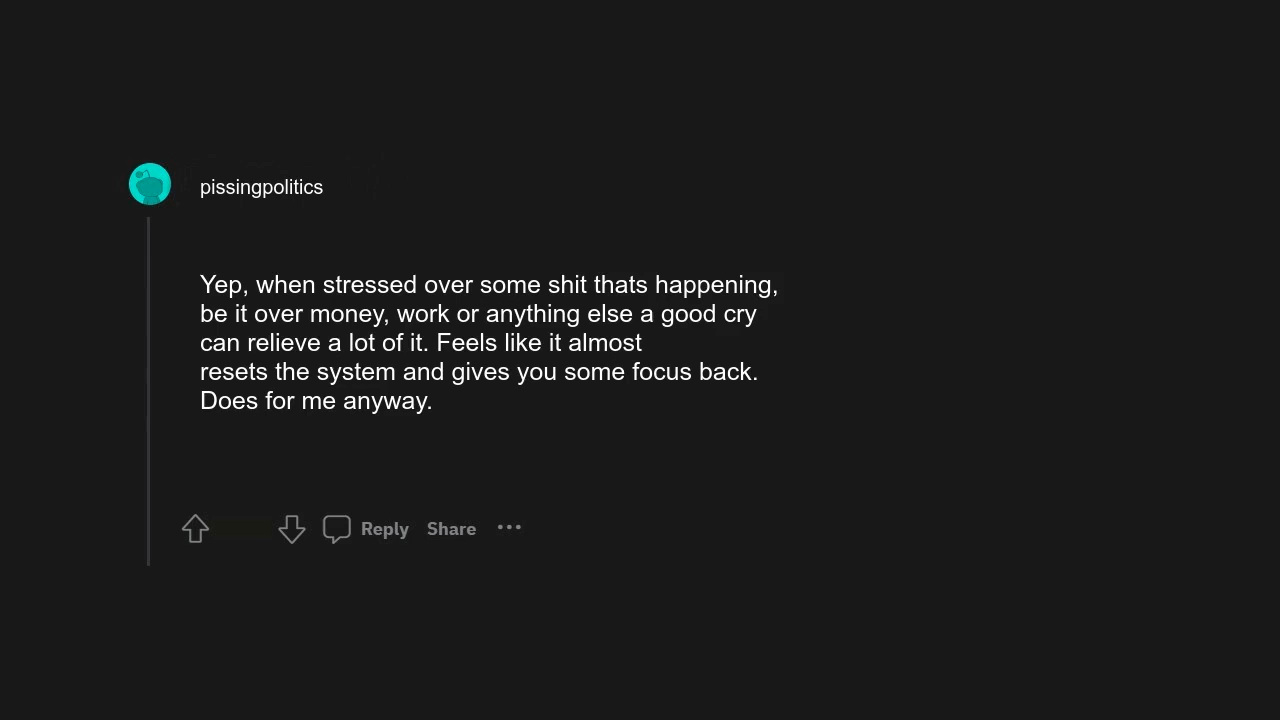 pissingpolitics
Yep, when stressed over some shit thats happening,
be it over money, work or anything else a good cry
can relieve a lot of it. Feels like it almost
resets the system and gives you some focus back.
Does for me anyway.
Reply Share